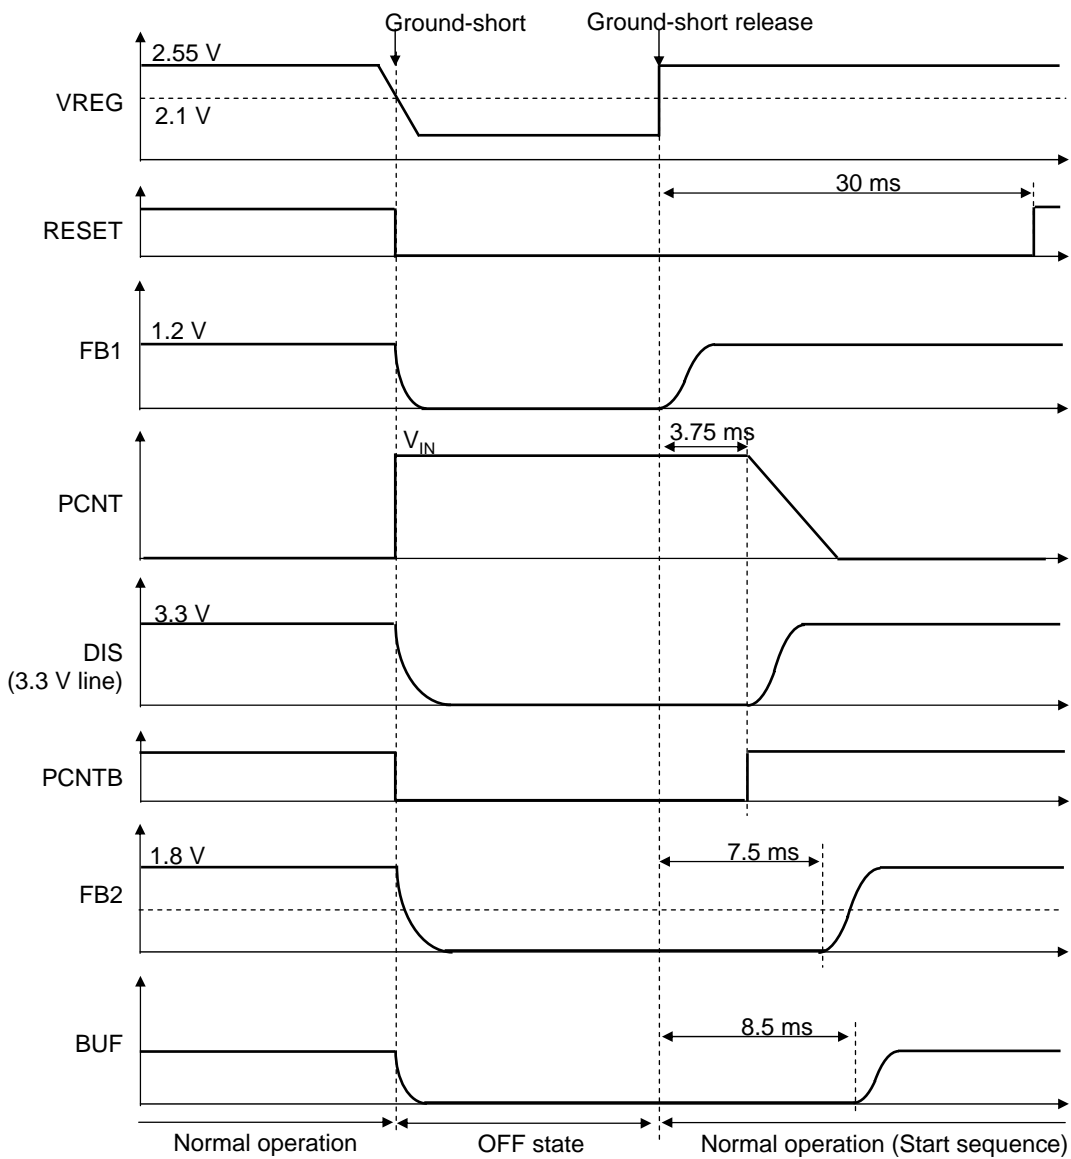 Ground-short
Ground-short release
2.55 V
VREG
2.1 V
30 ms
RESET
1.2 V
FB1
3.75 ms
VIN
PCNT
3.3 V
DIS
(3.3 V line)
PCNTB
1.8 V
7.5 ms
FB2
8.5 ms
BUF
Normal operation
OFF state
Normal operation (Start sequence)